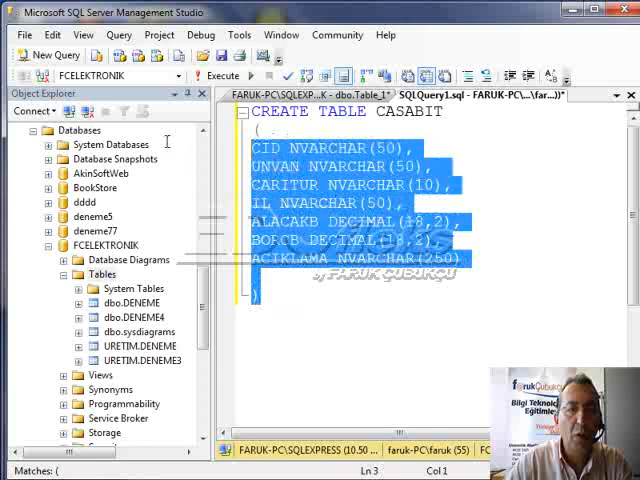 Microsoft SQL Server Management Studio
File Edit View Query Project Debug Tools Window Community Help
New Query
FCELEKTRONIK Execute
Object Explorer
Connect
Databases
System Databases
Database Snapshots
AkinSoftWeb
BookStore
dddd
deneme5
deneme77
FCELEKTRONIK
Database Diagrams
Tables
System Tables
dbo.DENEME
dbo.DENEME4
dbo.sysdiagrams
URETIM.DENEME
URETIM.DENEME3
Views
Synonyms
Programmability
Service Broker
Storage
FARUK-PC\SQLEXP...K - dbo.Table_1* SQLQuery1.sql - FARUK-PC\...\far...))*
CREATE TABLE CASABIT
(
CID NVARCHAR(50),
UNVAN NVARCHAR(50),
CARITUR NVARCHAR(10),
IL NVARCHAR(50),
ALACAKB DECIMAL(18,2),
BORCB DECIMAL(18,2),
ACIKLAMA NVARCHAR(250)
)
by FARUK ÇUBUKÇU
f@rukÇubukçu
Bilgi Teknoloj
Eğitimle
FARUK-PC\SQLEXPRESS (10.50 ... faruk-PC\faruk (55)
Matches: ( Ln 3 Col 1